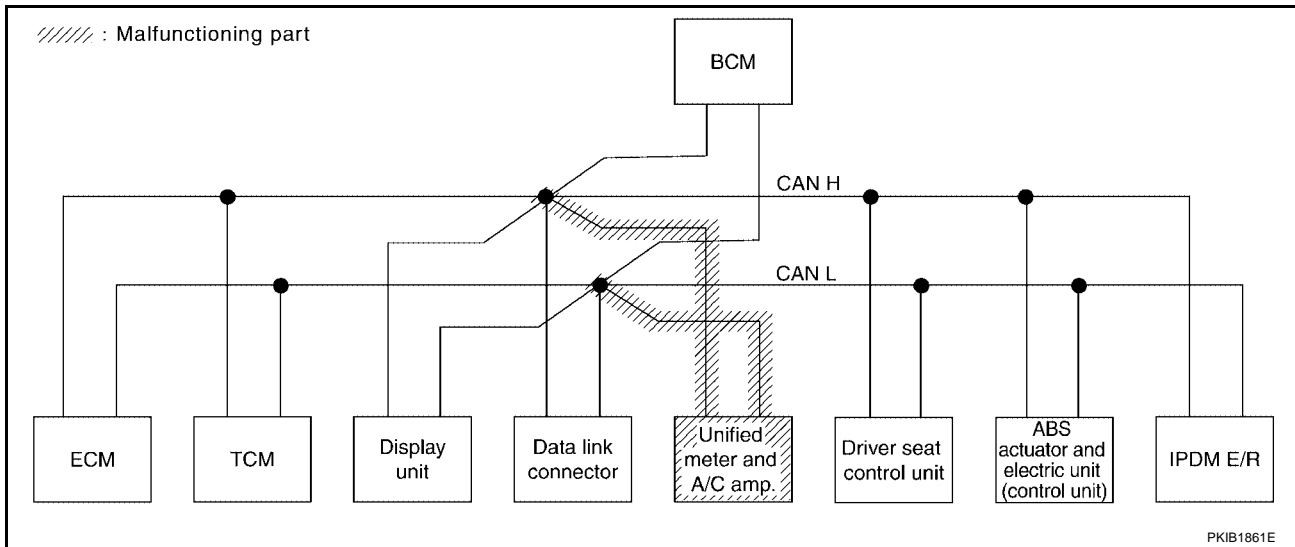 : Malfunctioning part
BCM
CAN H
CAN L
ECM
TCM
Display
unit
Data link
connector
Unified
meter and
A/C amp.
Driver seat
control unit
ABS
actuator and
electric unit
(control unit)
IPDM E/R
PKIB1861E